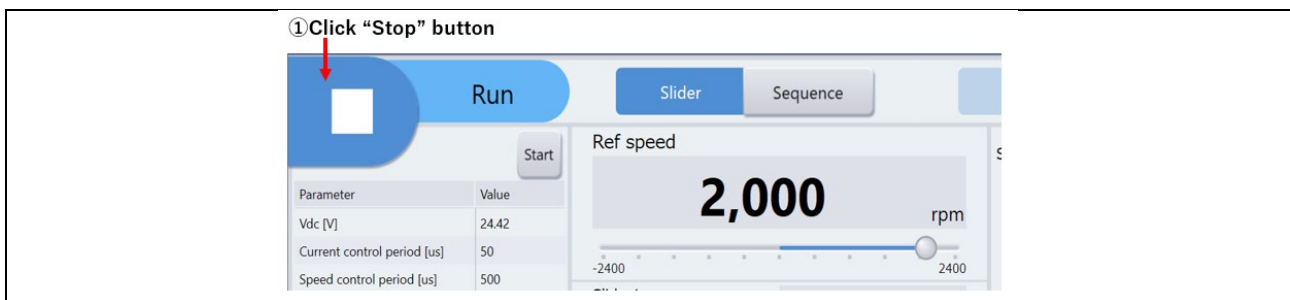 ①Click “Stop” button
Run
Slider
Sequence
Start
Ref speed
2,000
rpm
-2400
2400
Parameter Value
Vdc [V] 24.42
Current control period [us] 50
Speed control period [us] 500